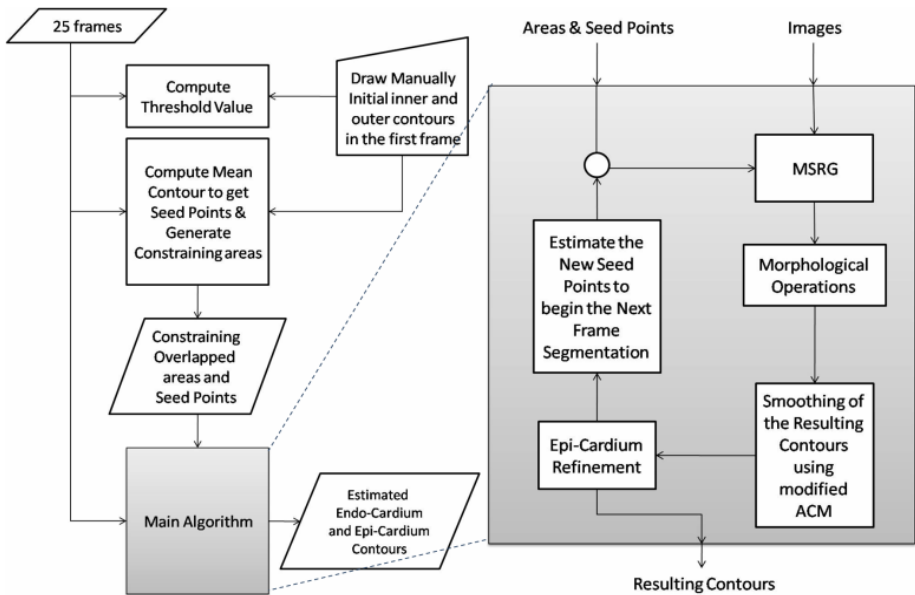 25 frames
Compute
Threshold Value
Draw Manually
Initial inner and
outer contours
in the first frame
Compute Mean
Contour to get
Seed Points &
Generate
Constraining areas
Constraining
Overlapped
areas and
Seed Points
Main Algorithm
Estimated
Endo-Cardium
and Epi-Cardium
Contours
Areas & Seed Points
Images
MSRG
Estimate the
New Seed
Points to
begin the Next
Frame
Segmentation
Morphological
Operations
Epi-Cardium
Refinement
Smoothing of
the Resulting
Contours
using
modified
ACM
Resulting Contours